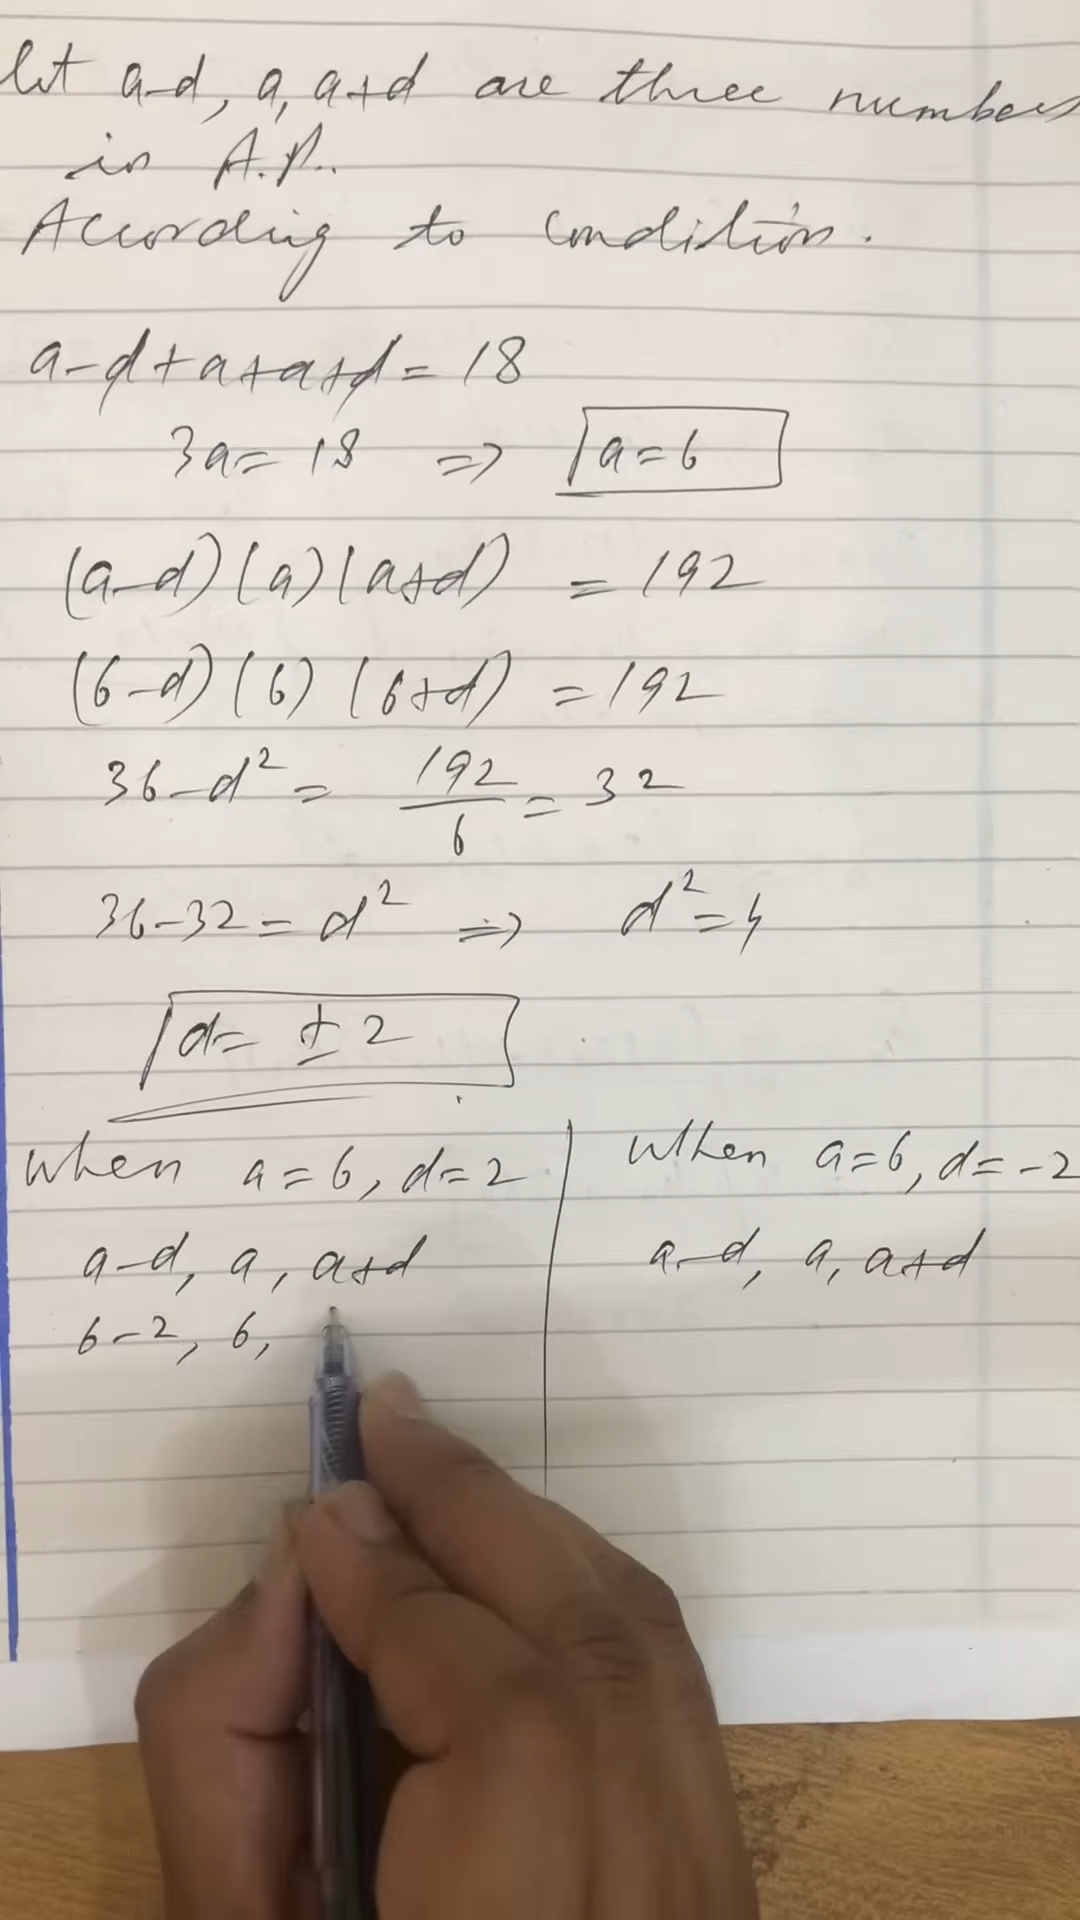 let a-d, a, a+d are three numbers
in A.P.
According to condition.
a-d+a+a+d = 18
3a = 18 => a=6
(a-d)(a)(a+d) = 192
(6-d)(6)(6+d) = 192
36-d² = 192/6 = 32
36-32 = d² => d²=4
d= ±2
When a=6, d=2
a-d, a, a+d
6-2, 6,
When a=6, d=-2
a-d, a, a+d